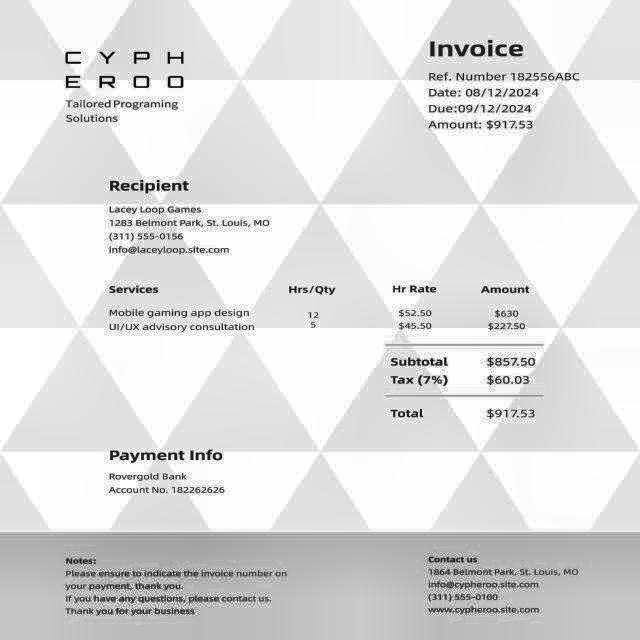 CYPH
EROO
Tailored Programing
Solutions
Invoice
Ref. Number 182556ABC
Date: 08/12/2024
Due:09/12/2024
Amount: $917.53
Recipient
Lacey Loop Games
1283 Belmont Park, St. Louis, MO
(311) 555-0156
info@laceyloop.site.com
Services Hrs/Qty Hr Rate Amount
Mobile gaming app design 12 $52.50 $630
UI/UX advisory consultation 5 $45.50 $227.50
Subtotal $857.50
Tax (7%) $60.03
Total $917.53
Payment Info
Rovergold Bank
Account No. 182262626
Notes:
Please ensure to indicate the invoice number on
your payment, thank you.
If you have any questions, please contact us.
Thank you for your business
Contact us
1864 Belmont Park, St. Louis, MO
info@cypheroo.site.com
(311) 555-0100
www.cypheroo.site.com